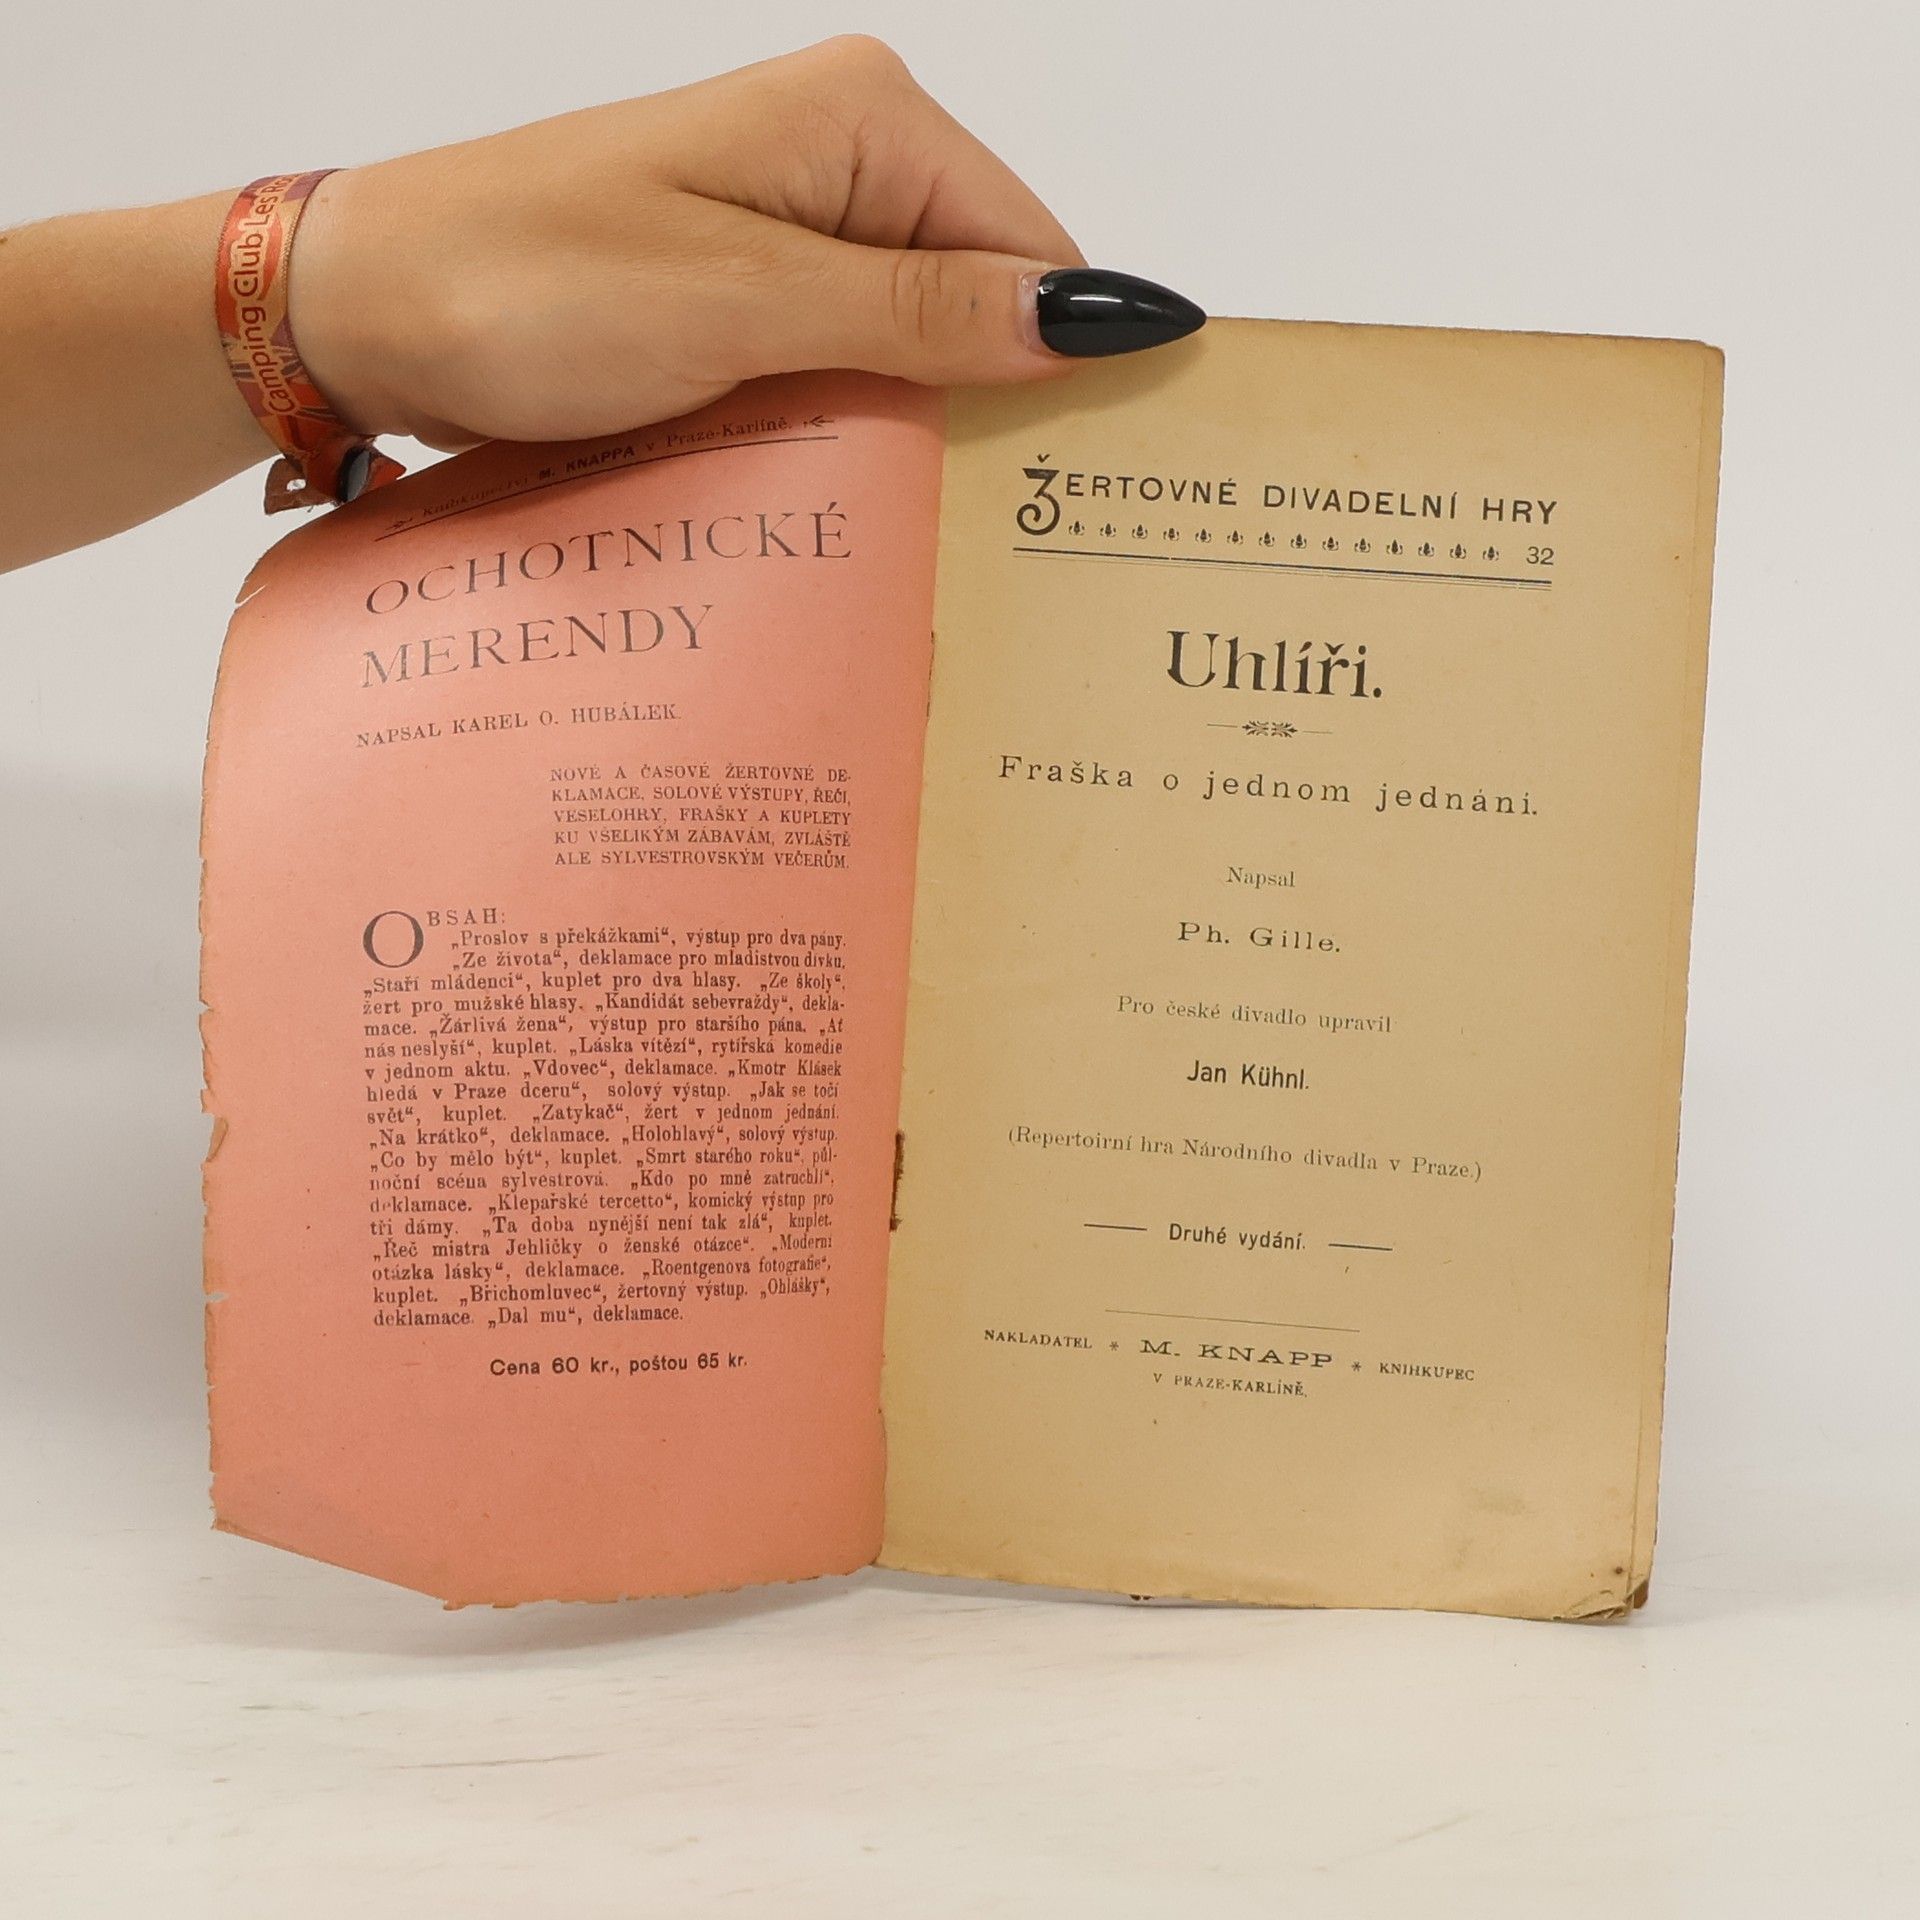 Camping Club Les
Knihkupectví M. KNAPPA v Praze-Karlíně.
OCHOTNICKÉ
MERENDY
NAPSAL KAREL O. HUBÁLEK.
NOVÉ A ČASOVÉ ŽERTOVNÉ DE-
KLAMACE, SOLOVÉ VÝSTUPY, ŘEČI,
VESELOHRY, FRAŠKY A KUPLETY
KU VŠELIKÝM ZÁBAVÁM, ZVLÁŠTĚ
ALE SYLVESTROVSKÝM VEČERŮM.
OBSAH:
„Proslov s překážkami“, výstup pro dva pány.
„Ze života“, deklamace pro mladistvou dívku.
„Staří mládenci“, kuplet pro dva hlasy. „Ze školy“,
žert pro mužské hlasy. „Kandidát sebevraždy“, dekla-
mace. „Žárlivá žena“, výstup pro staršího pána. „Ať
nás neslyší“, kuplet. „Láska vítězí“, rytířská komedie
v jednom aktu. „Vdovec“, deklamace. „Kmotr Klásek
hledá v Praze dceru“, solový výstup. „Jak se točí
svět“, kuplet. „Zatykač“, žert v jednom jednání.
„Na krátko“, deklamace. „Holohlavý“, solový výstup.
„Co by mělo být“, kuplet. „Smrt starého roku“, půl-
noční scéna sylvestrová. „Kdo po mně zatruchlí“,
deklamace. „Klepařské tercetto“, komický výstup pro
tři dámy. „Ta doba nynější není tak zlá“, kuplet.
„Řeč mistra Jehličky o ženské otázce“. „Moderní
otázka lásky“, deklamace. „Roentgenova fotografie“,
kuplet. „Břichomluvec“, žertovný výstup. „Ohlášky“,
deklamace. „Dal mu“, deklamace.
Cena 60 kr., poštou 65 kr.
ŽERTOVNÉ DIVADELNÍ HRY
32
Uhlíři.
Fraška o jednom jednání.
Napsal
Ph. Gille.
Pro české divadlo upravil
Jan Kühnl.
(Repertoirní hra Národního divadla v Praze.)
Druhé vydání.
NAKLADATEL * M. KNAPP * KNIHKUPEC
V PRAZE-KARLÍNĚ.